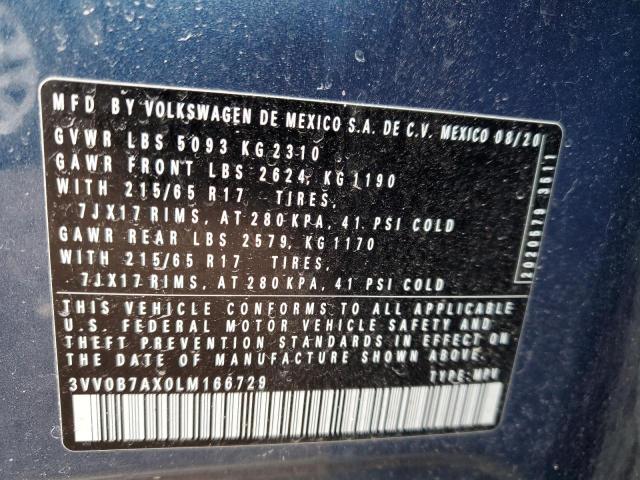 MFD BY VOLKSWAGEN DE MEXICO S.A. DE C.V. MEXICO 08/20
GVWR LBS 5093 KG2310
GAWR FRONT LBS 2624, KG1190
WITH 215/65 R17 TIRES,
7JX17 RIMS, AT 280 KPA, 41 PSI COLD
GAWR REAR LBS 2579, KG1170
WITH 215/65 R17 TIRES,
7JX17 RIMS, AT 280 KPA, 41 PSI COLD
THIS VEHICLE CONFORMS TO ALL APPLICABLE
U.S. FEDERAL MOTOR VEHICLE SAFETY AND
THEFT PREVENTION STANDARDS IN EFFECT ON
THE DATE OF MANUFACTURE SHOWN ABOVE.
3VV0B7AX0LM166729 TYPE: MPV
2020679 3611